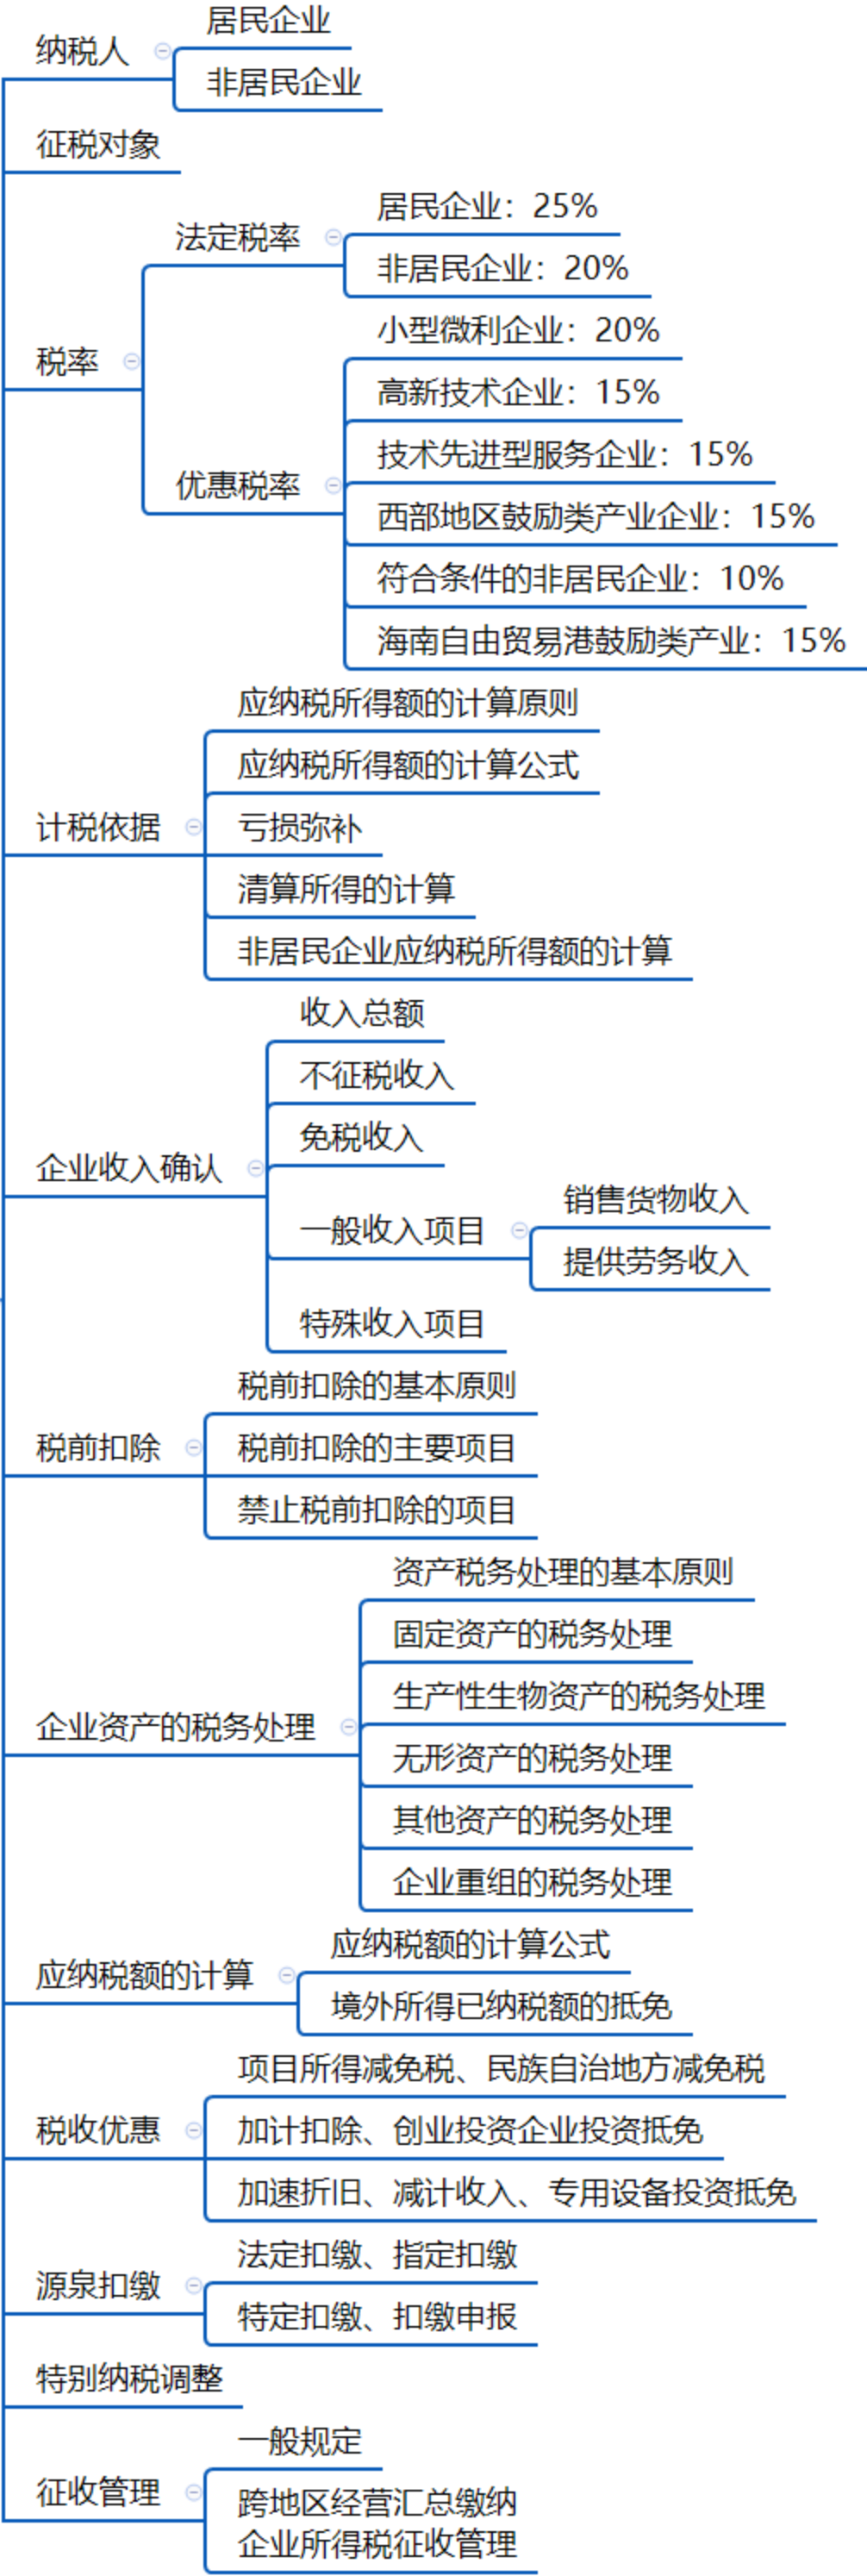 纳税人
居民企业
非居民企业
征税对象
税率
法定税率
居民企业：25%
非居民企业：20%
优惠税率
小型微利企业：20%
高新技术企业：15%
技术先进型服务企业：15%
西部地区鼓励类产业企业：15%
符合条件的非居民企业：10%
海南自由贸易港鼓励类产业：15%
计税依据
应纳税所得额的计算原则
应纳税所得额的计算公式
亏损弥补
清算所得的计算
非居民企业应纳税所得额的计算
企业收入确认
收入总额
不征税收入
免税收入
一般收入项目
销售货物收入
提供劳务收入
特殊收入项目
税前扣除
税前扣除的基本原则
税前扣除的主要项目
禁止税前扣除的项目
企业资产的税务处理
资产税务处理的基本原则
固定资产的税务处理
生产性生物资产的税务处理
无形资产的税务处理
其他资产的税务处理
企业重组的税务处理
应纳税额的计算
应纳税额的计算公式
境外所得已纳税额的抵免
税收优惠
项目所得减免税、民族自治地方减免税
加计扣除、创业投资企业投资抵免
加速折旧、减计收入、专用设备投资抵免
源泉扣缴
法定扣缴、指定扣缴
特定扣缴、扣缴申报
特别纳税调整
征收管理
一般规定
跨地区经营汇总缴纳
企业所得税征收管理